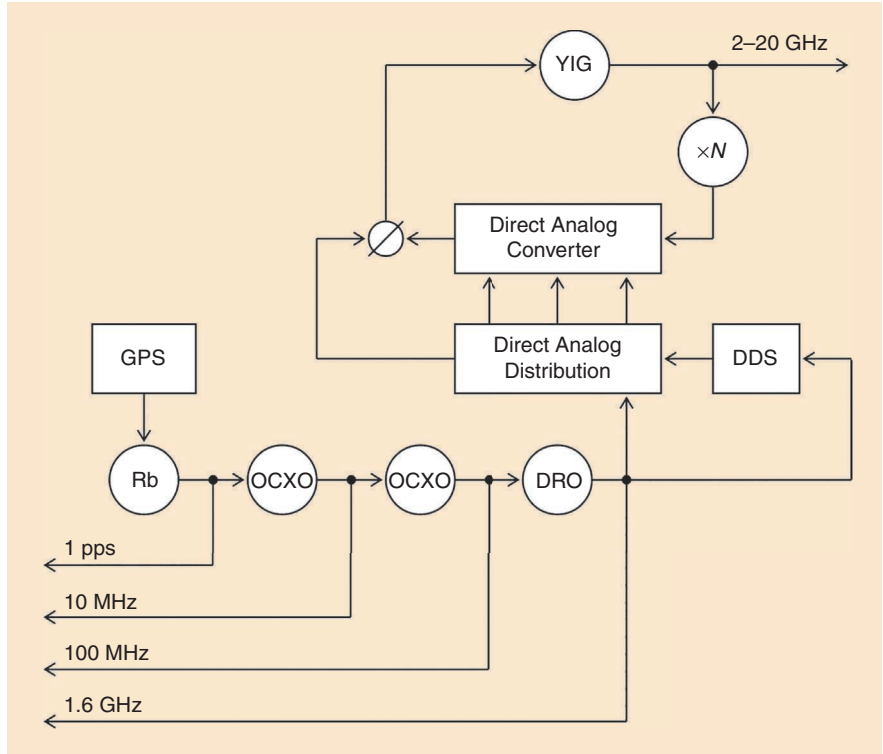 YIG
2–20 GHz
×N
Direct Analog
Converter
GPS
Direct Analog
Distribution
DDS
Rb
OCXO
OCXO
DRO
1 pps
10 MHz
100 MHz
1.6 GHz